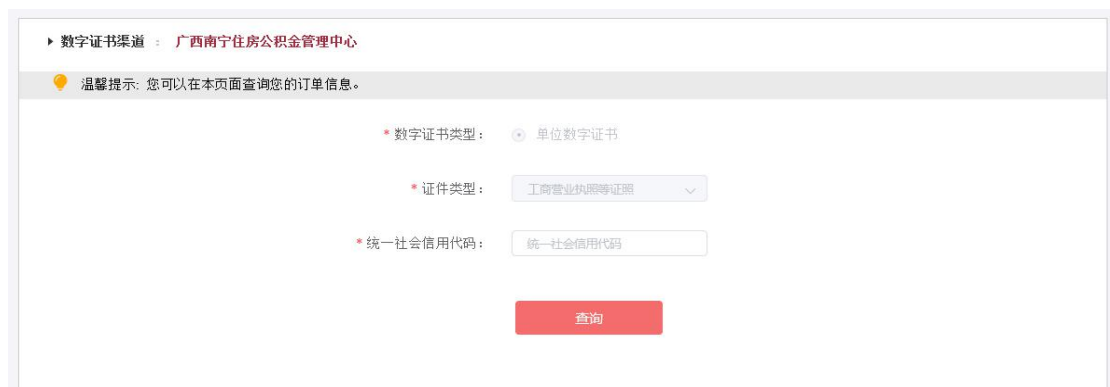 数字证书渠道 : 广西南宁住房公积金管理中心
温馨提示: 您可以在本页面查询您的订单信息。
* 数字证书类型: 单位数字证书
* 证件类型: 工商营业执照等证照
* 统一社会信用代码: 统一社会信用代码
查询